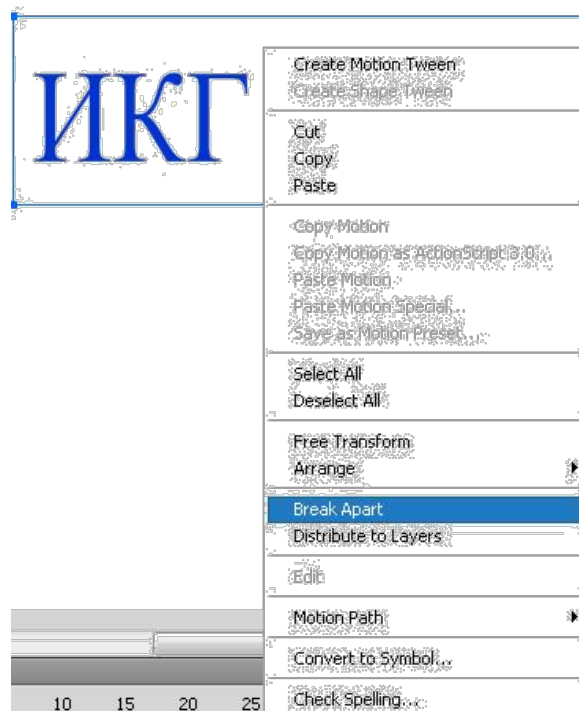 ИКГ
Create Motion Tween
Create Shape Tween
Cut
Copy
Paste
Copy Motion
Copy Motion as ActionScript 3.0...
Paste Motion
Paste Motion Special...
Save as Motion Preset...
Select All
Deselect All
Free Transform
Arrange
Break Apart
Distribute to Layers
Edit
Motion Path
Convert to Symbol...
Check Spelling...
10 15 20 25